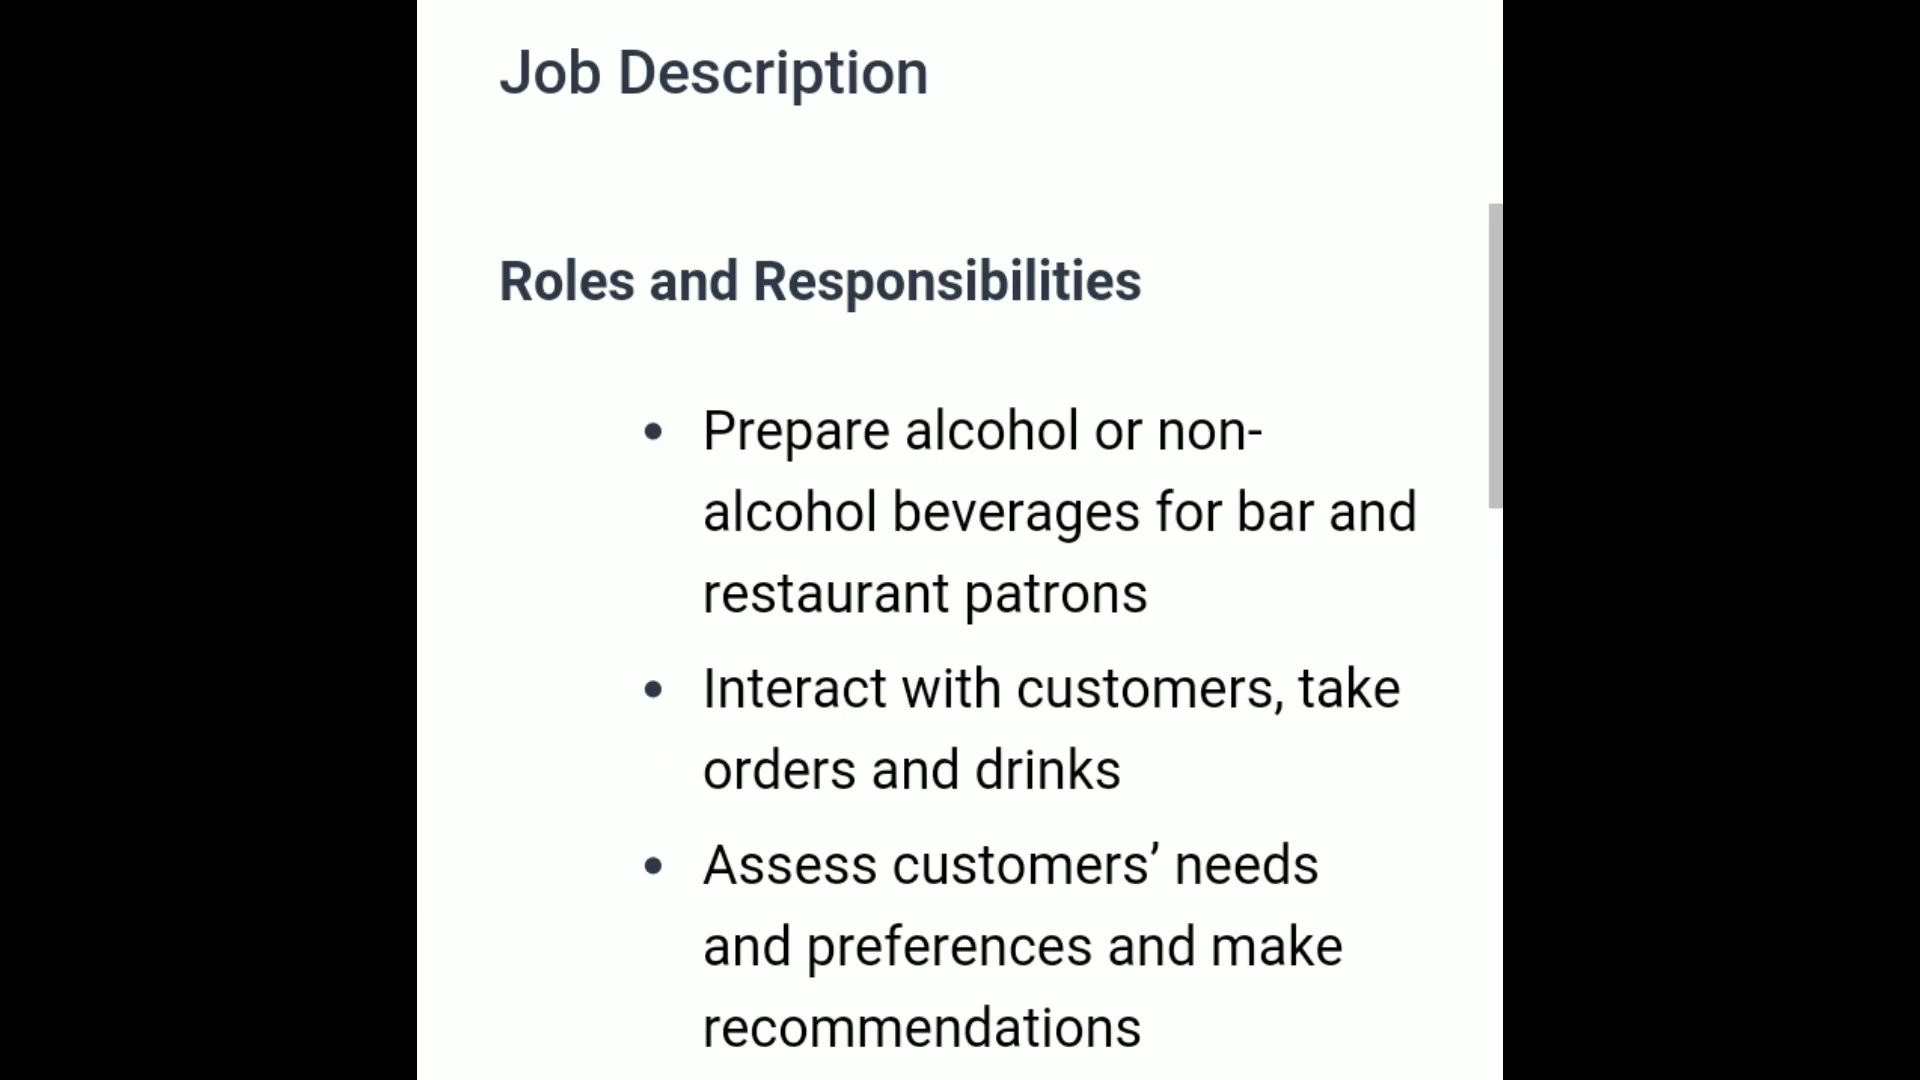 Job Description
Roles and Responsibilities
• Prepare alcohol or non-
alcohol beverages for bar and
restaurant patrons
• Interact with customers, take
orders and drinks
• Assess customers’ needs
and preferences and make
recommendations